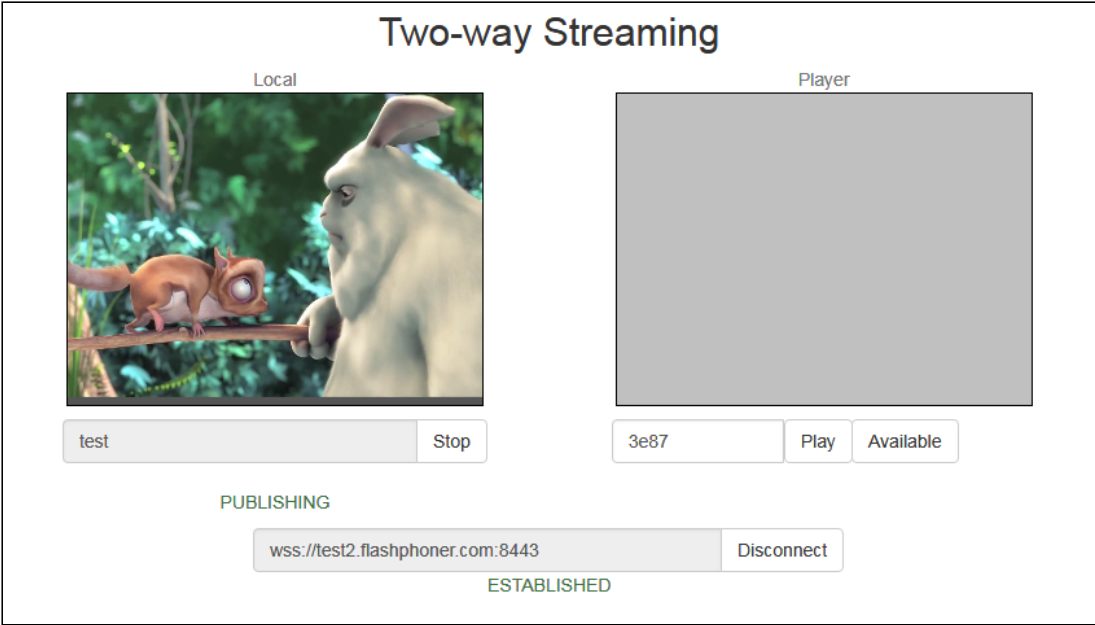 Two-way Streaming
Local
Player
test
Stop
3e87
Play
Available
PUBLISHING
wss://test2.flashphoner.com:8443
Disconnect
ESTABLISHED